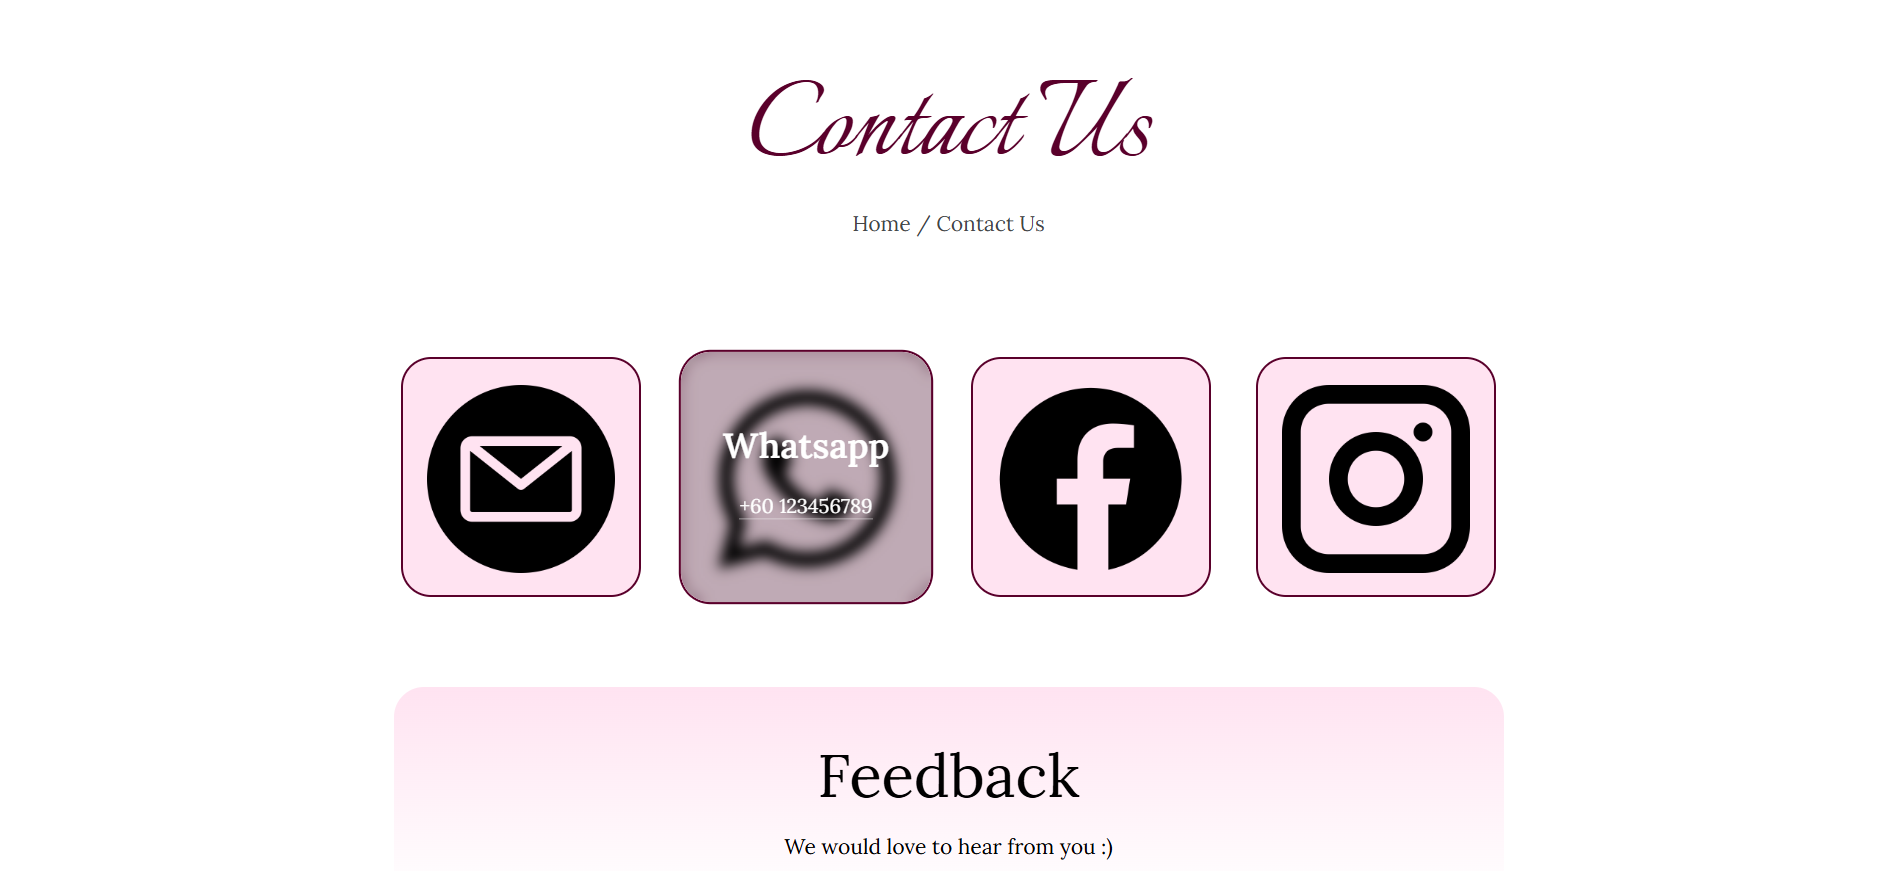 Contact Us
Home / Contact Us
Whatsapp
+60 123456789
Feedback
We would love to hear from you :)